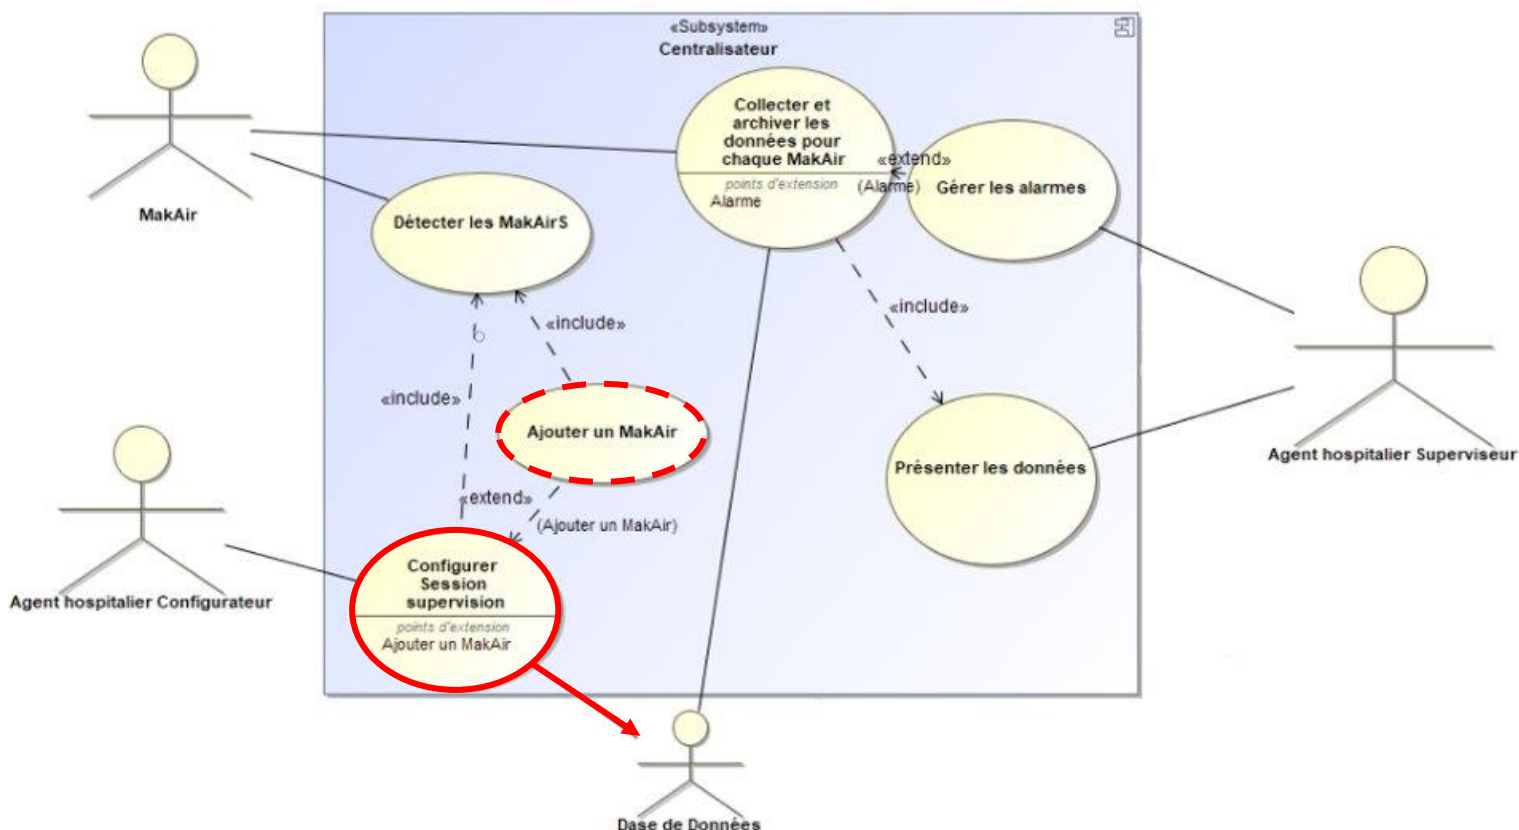 «Subsystem»
Centralisateur
MakAir
Collecter et
archiver les
données pour
chaque MakAir
points d'extension
Alarme
«extend»
(Alarme)
Gérer les alarmes
Détecter les MakAirS
«include»
«include»
«include»
Ajouter un MakAir
«extend»
(Ajouter un MakAir)
Présenter les données
Agent hospitalier Superviseur
Agent hospitalier Configurateur
Configurer
Session
supervision
points d'extension
Ajouter un MakAir
Dase de Données